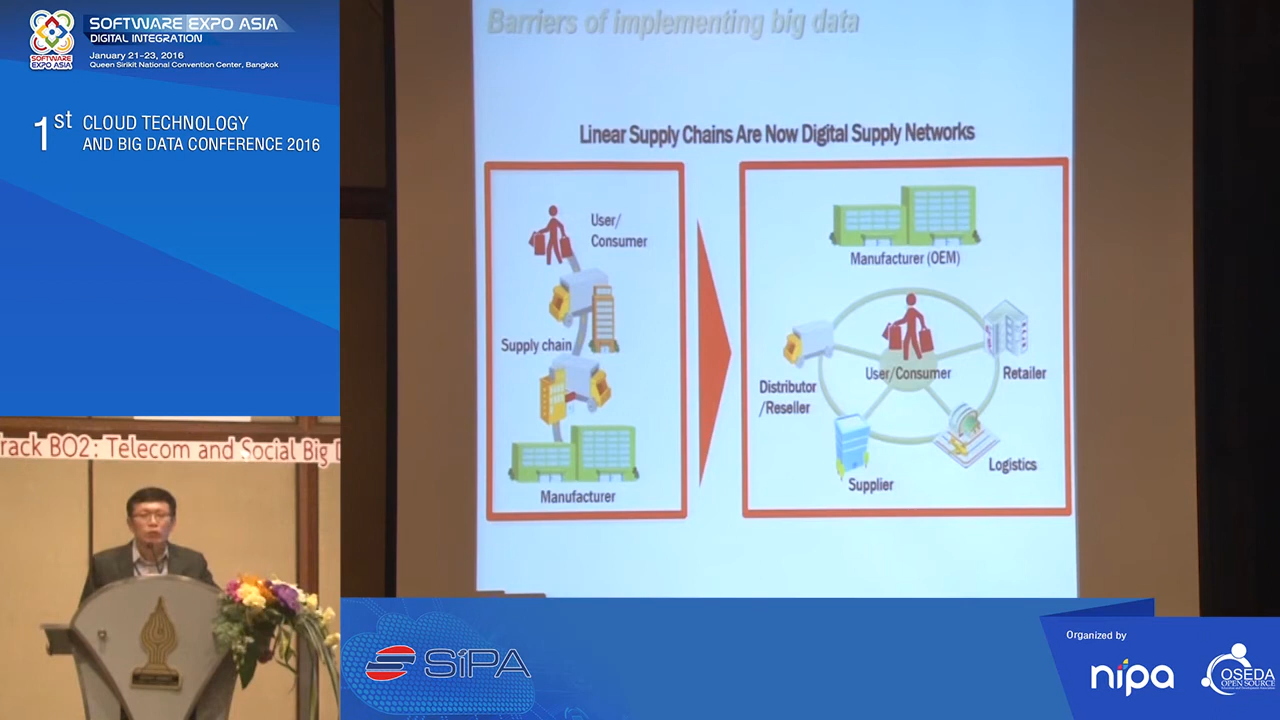 SOFTWARE EXPO ASIA
DIGITAL INTEGRATION
January 21-23, 2016
Queen Sirikit National Convention Center, Bangkok
SOFTWARE
EXPO ASIA
1st CLOUD TECHNOLOGY
AND BIG DATA CONFERENCE 2016
Barriers of implementing big data
Linear Supply Chains Are Now Digital Supply Networks
User/
Consumer
Supply chain
Manufacturer
Manufacturer (OEM)
User/Consumer
Retailer
Distributor
/Reseller
Logistics
Supplier
rack BO2: Telecom and Social Big D
SiPA
Organized by
nipa
OSEDA
OPEN SOURCE